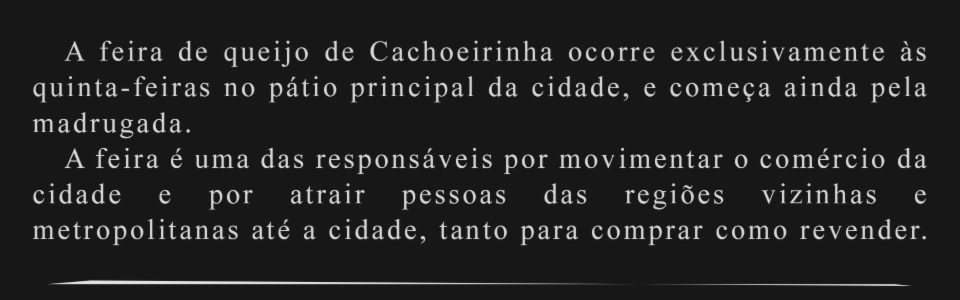 A feira de queijo de Cachoeirinha ocorre exclusivamente às
quinta-feiras no pátio principal da cidade, e começa ainda pela
madrugada.
A feira é uma das responsáveis por movimentar o comércio da
cidade e por atrair pessoas das regiões vizinhas e
metropolitanas até a cidade, tanto para comprar como revender.